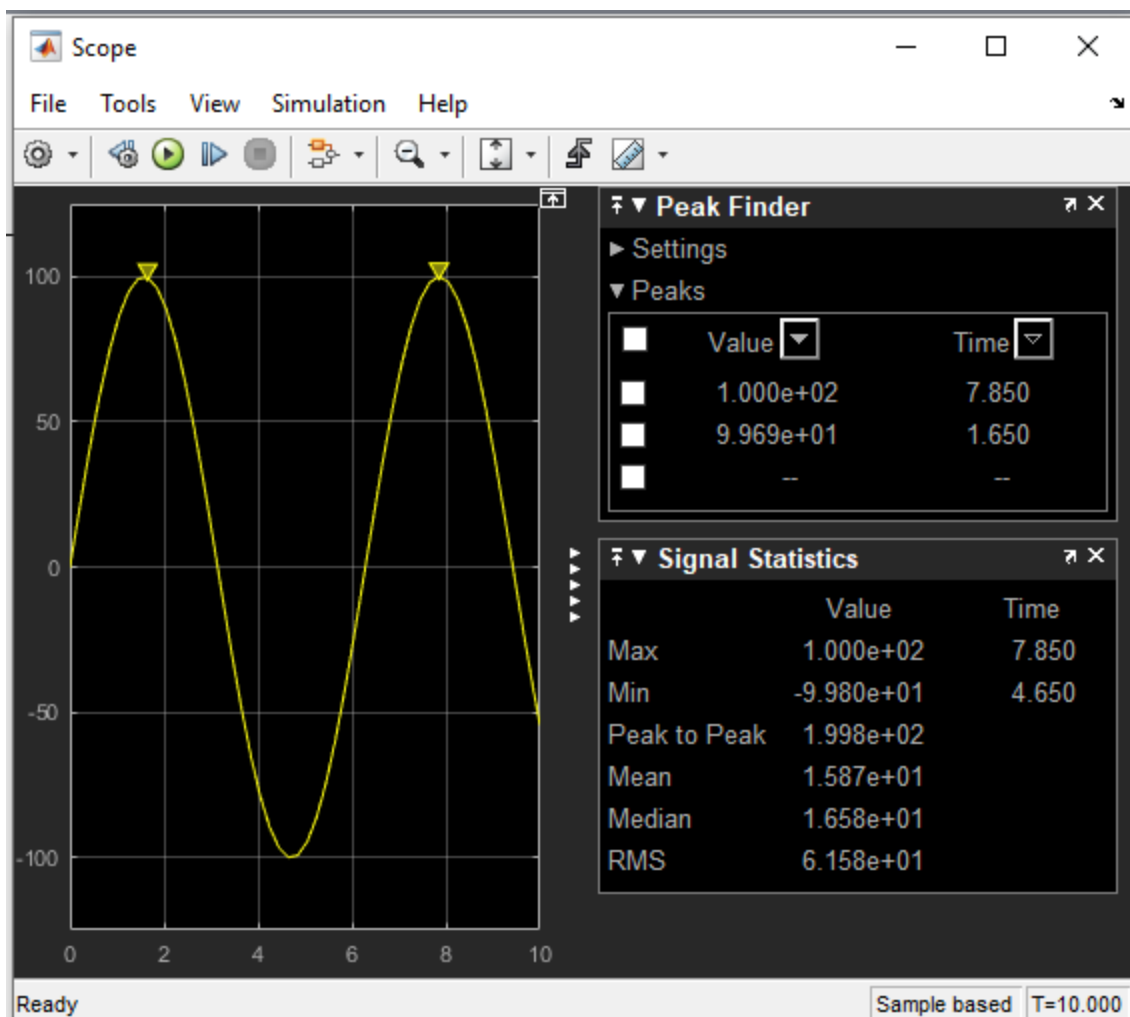 Scope
File Tools View Simulation Help
Peak Finder
Settings
Peaks
Value Time
1.000e+02 7.850
9.969e+01 1.650
-- --
Signal Statistics
Value Time
Max 1.000e+02 7.850
Min -9.980e+01 4.650
Peak to Peak 1.998e+02
Mean 1.587e+01
Median 1.658e+01
RMS 6.158e+01
100
50
0
-50
-100
0 2 4 6 8 10
Ready Sample based T=10.000